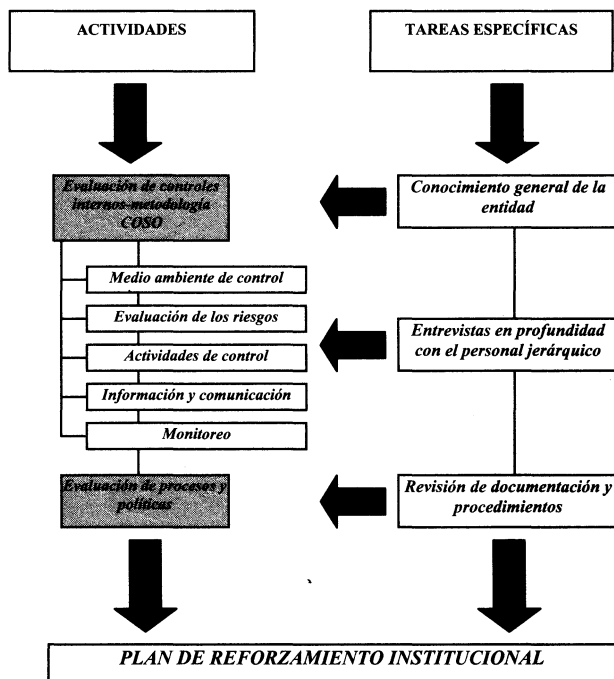 ACTIVIDADES
TAREAS ESPECÍFICAS
Evaluación de controles
internos-metodología
COSO
Conocimiento general de la
entidad
Medio ambiente de control
Evaluación de los riesgos
Actividades de control
Información y comunicación
Monitoreo
Entrevistas en profundidad
con el personal jerárquico
Evaluación de procesos y
políticas
Revisión de documentación y
procedimientos
PLAN DE REFORZAMIENTO INSTITUCIONAL